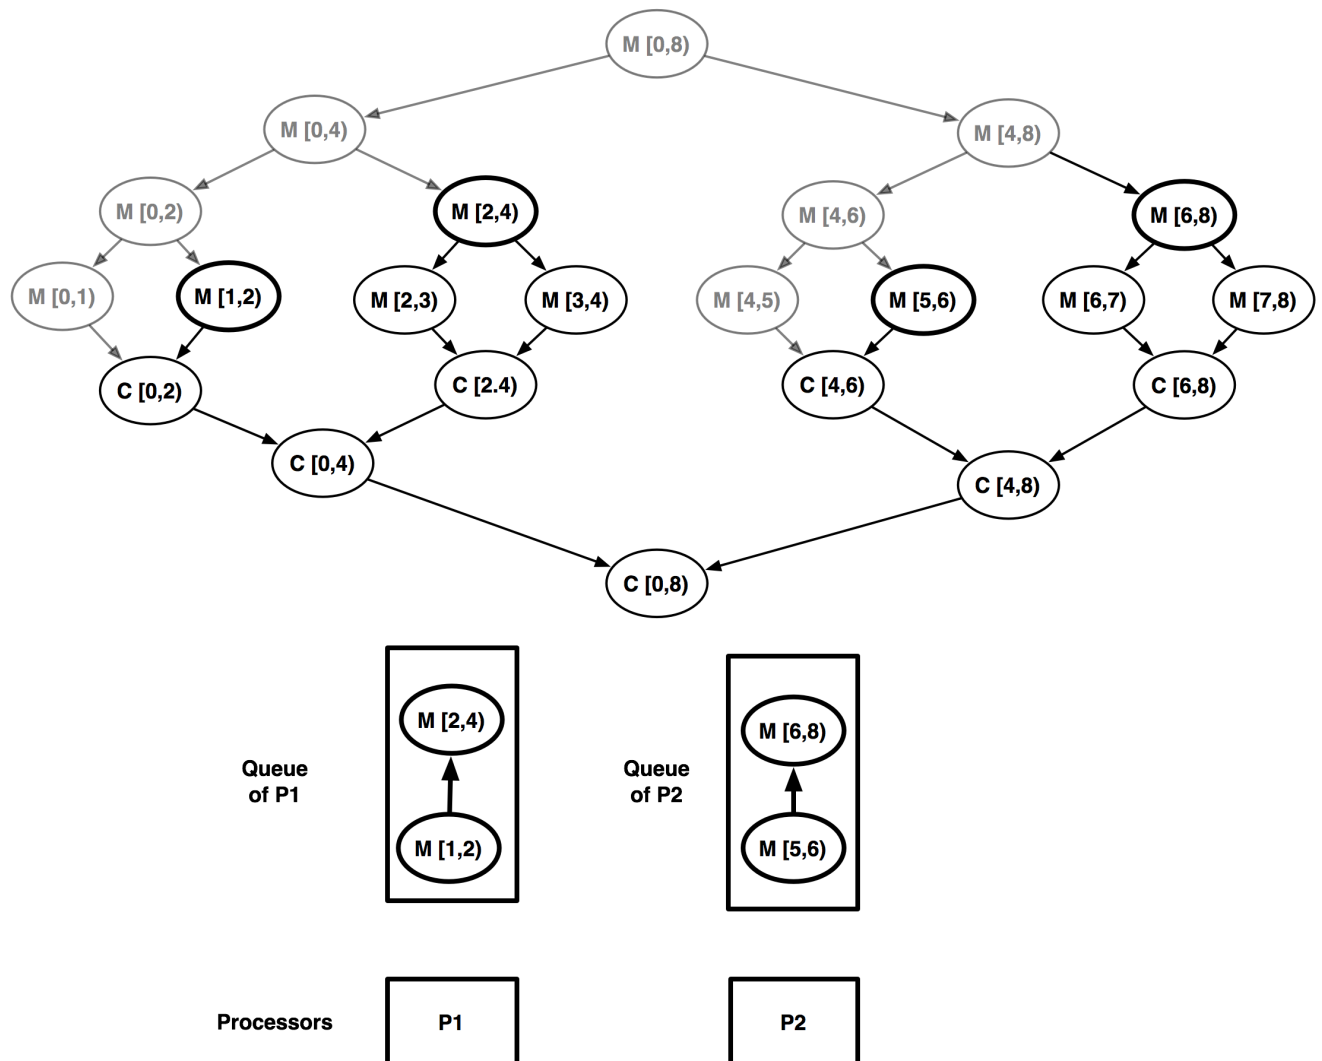 M [0,8)
M [0,4)
M [4,8)
M [0,2)
M [2,4)
M [4,6)
M [6,8)
M [0,1)
M [1,2)
M [2,3)
M [3,4)
M [4,5)
M [5,6)
M [6,7)
M [7,8)
C [0,2)
C [2.4)
C [4,6)
C [6,8)
C [0,4)
C [4,8)
C [0,8)
Queue
of P1
M [2,4)
M [1,2)
Queue
of P2
M [6,8)
M [5,6)
Processors
P1
P2